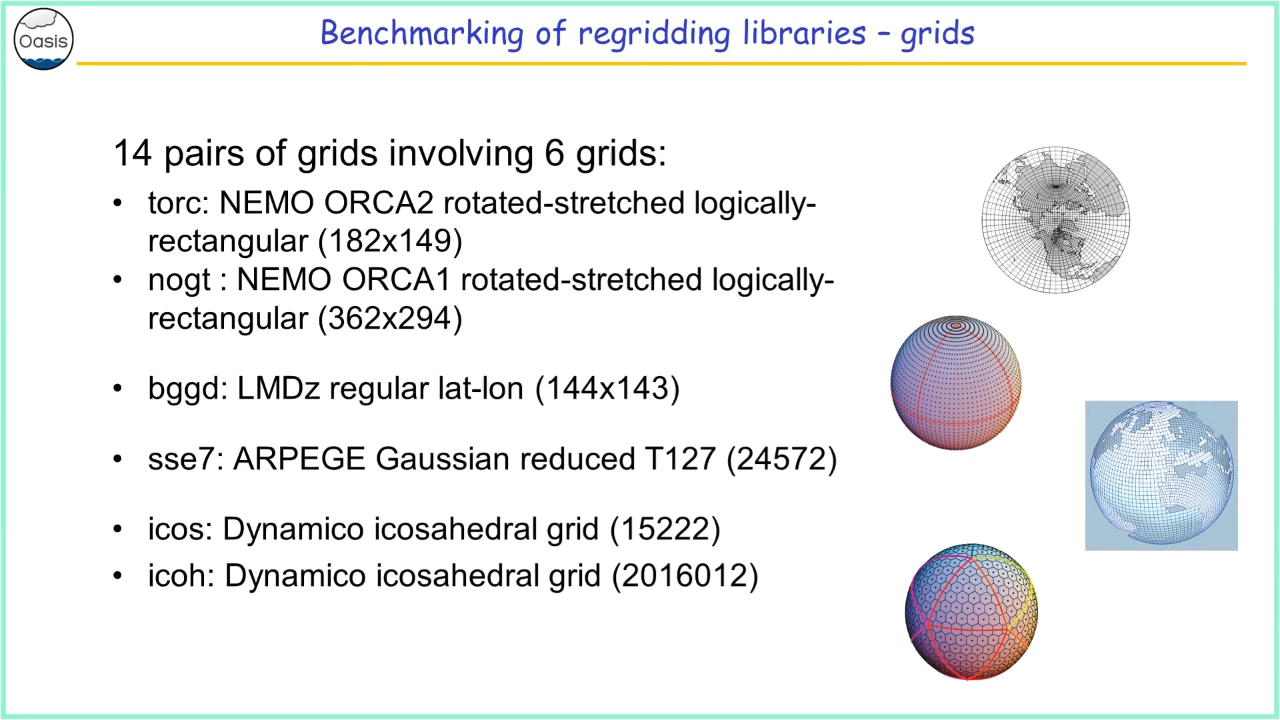 Oasis
Benchmarking of regridding libraries – grids
14 pairs of grids involving 6 grids:
• torc: NEMO ORCA2 rotated-stretched logically-
rectangular (182x149)
• nogt : NEMO ORCA1 rotated-stretched logically-
rectangular (362x294)
• bggd: LMDz regular lat-lon (144x143)
• sse7: ARPEGE Gaussian reduced T127 (24572)
• icos: Dynamico icosahedral grid (15222)
• icoh: Dynamico icosahedral grid (2016012)